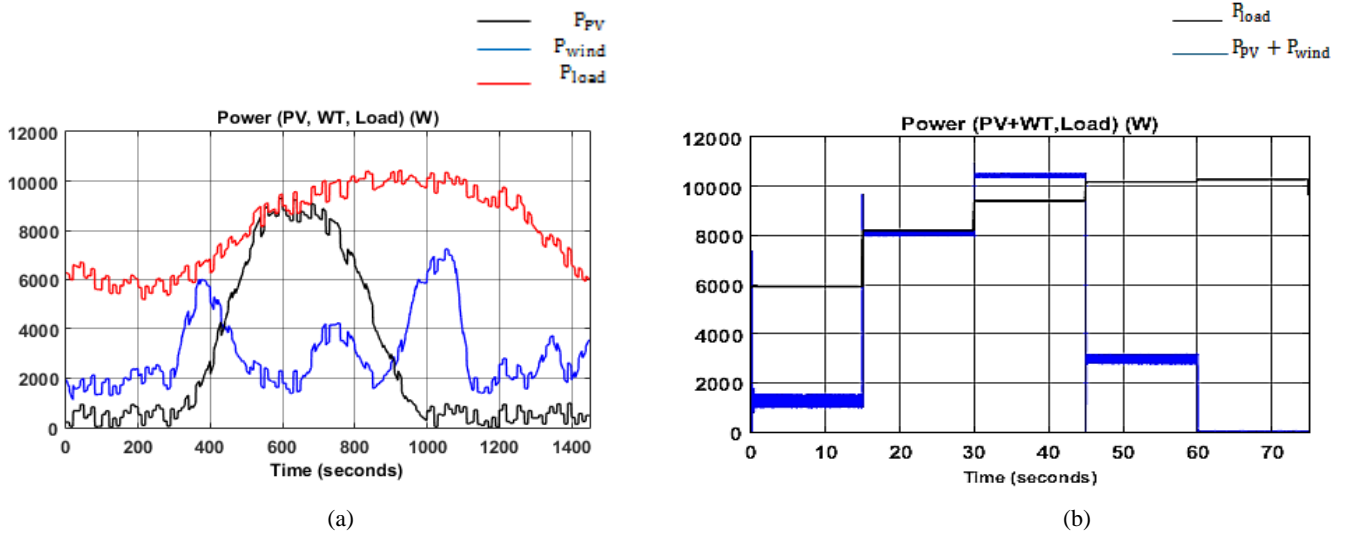 P_PV
P_wind
P_load
Power (PV, WT, Load) (W)
12000
10000
8000
6000
4000
2000
0
0 200 400 600 800 1000 1200 1400
Time (seconds)
(a)
P_load
P_PV + P_wind
Power (PV+WT,Load) (W)
12000
10000
8000
6000
4000
2000
0
0 10 20 30 40 50 60 70
Time (seconds)
(b)